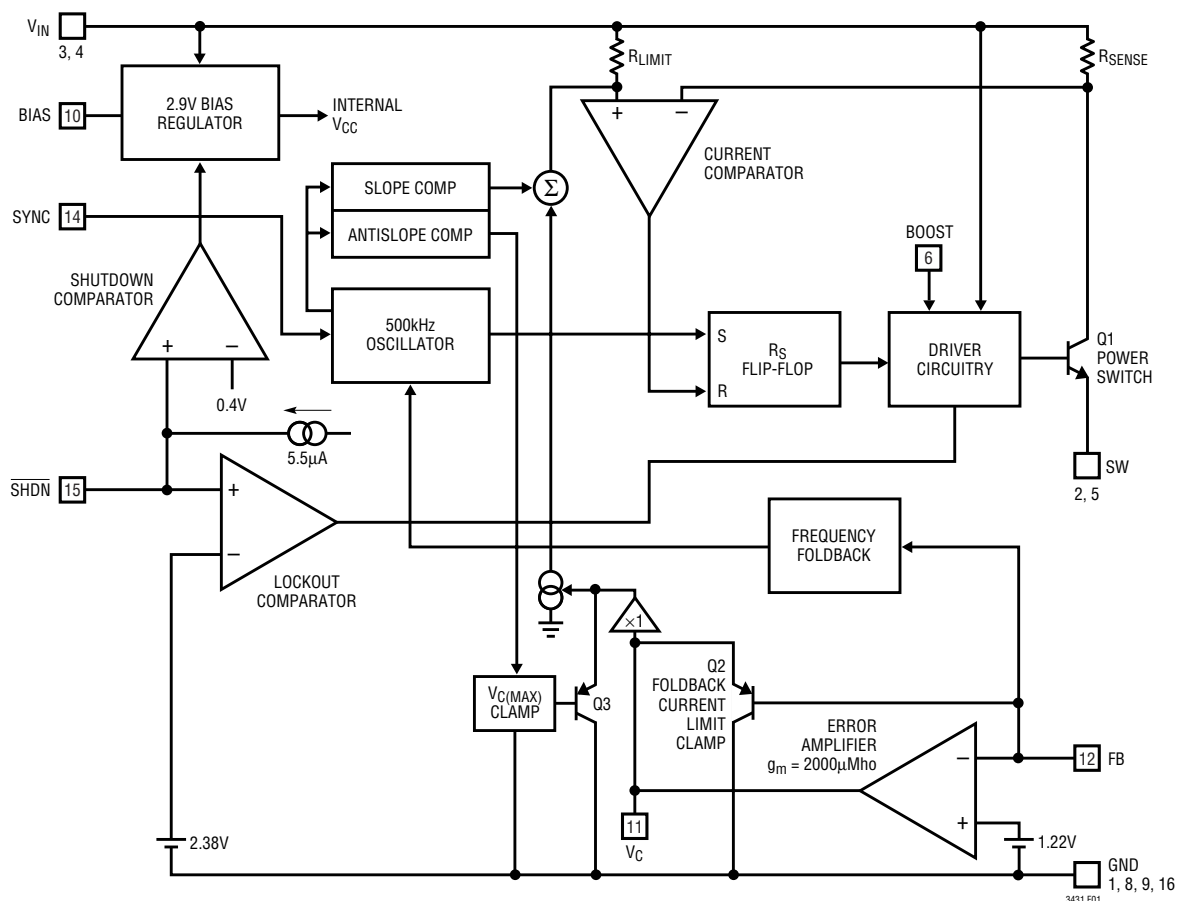 VIN
3, 4
RLIMIT
RSENSE
2.9V BIAS
REGULATOR
BIAS
10
INTERNAL
VCC
+
–
CURRENT
COMPARATOR
SLOPE COMP
Σ
SYNC
14
ANTISLOPE COMP
BOOST
6
SHUTDOWN
COMPARATOR
+
–
0.4V
500kHz
OSCILLATOR
S
RS
FLIP-FLOP
R
DRIVER
CIRCUITRY
Q1
POWER
SWITCH
5.5µA
SHDN
15
+
–
LOCKOUT
COMPARATOR
SW
2, 5
FREQUENCY
FOLDBACK
×1
VC(MAX)
CLAMP
Q3
Q2
FOLDBACK
CURRENT
LIMIT
CLAMP
ERROR
AMPLIFIER
gm = 2000µMho
–
+
12
FB
2.38V
11
VC
1.22V
GND
1, 8, 9, 16
3431 F01